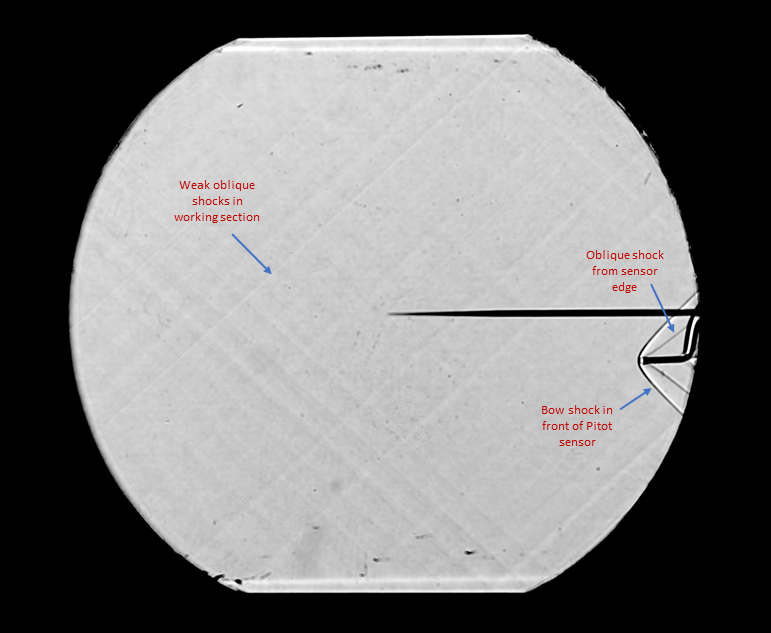 Weak oblique
shocks in
working section
Oblique shock
from sensor
edge
Bow shock in
front of Pitot
sensor